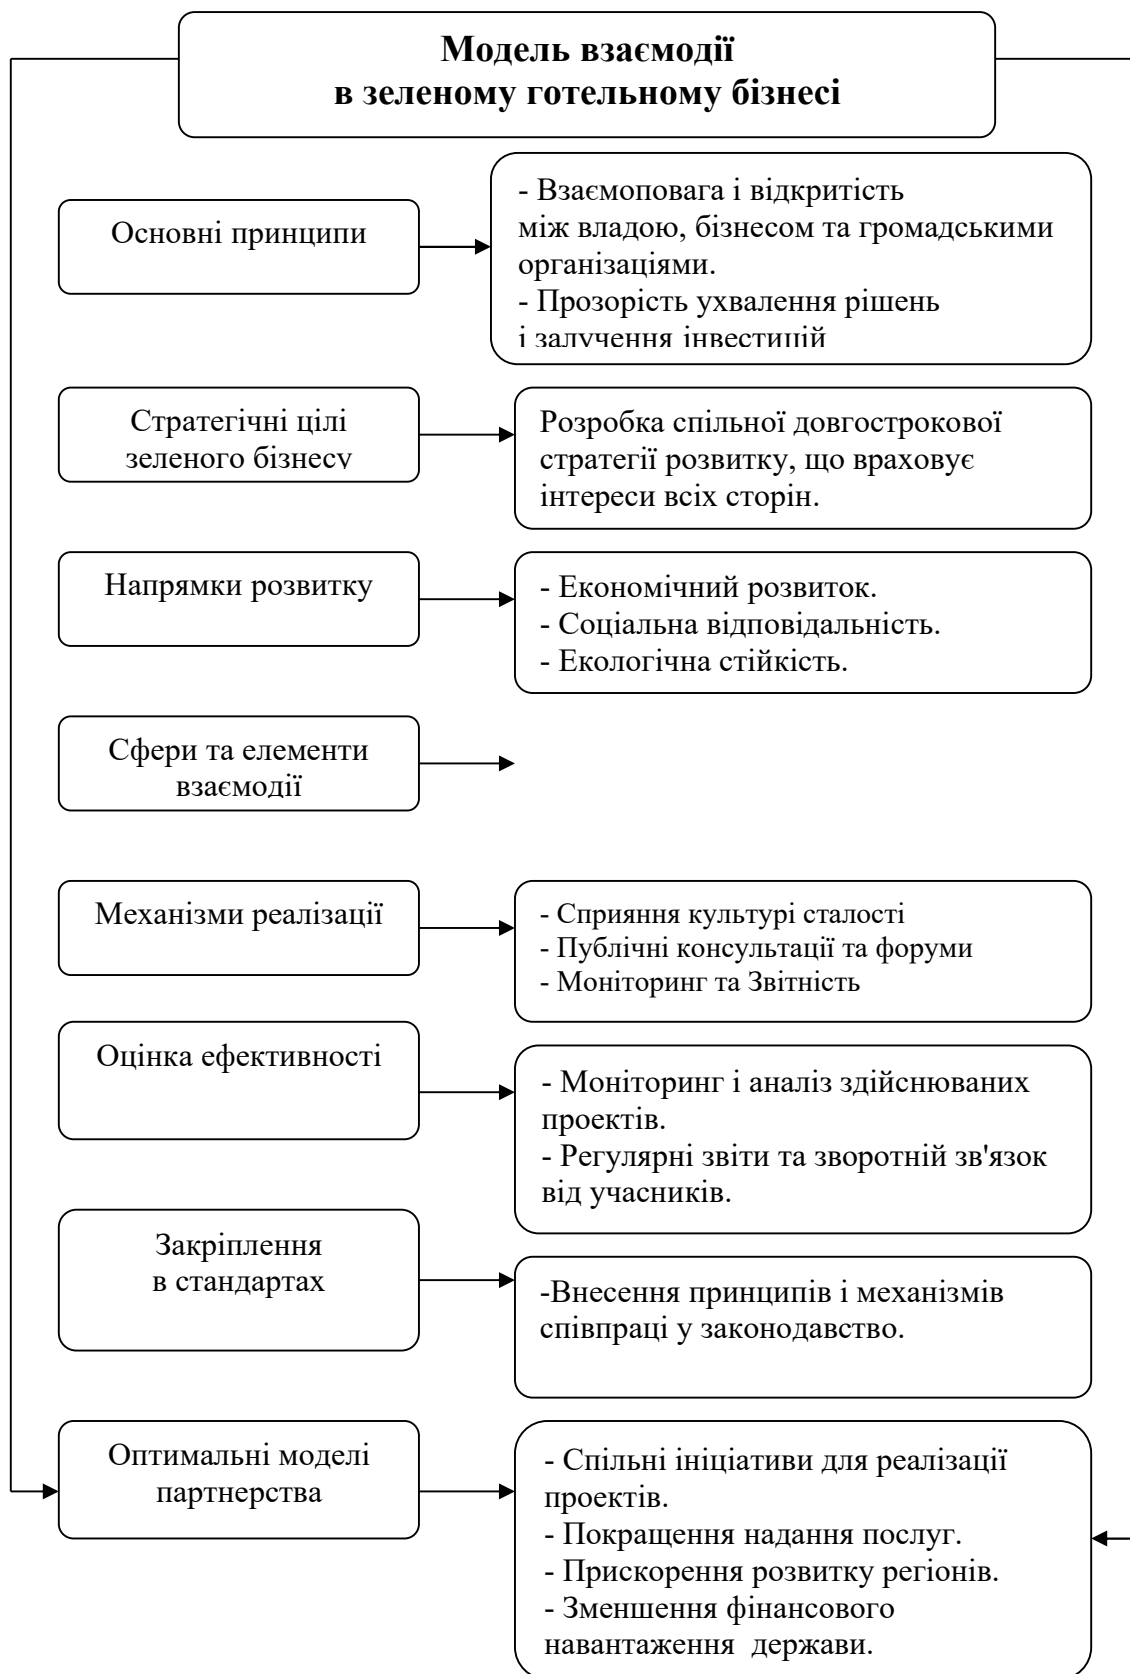 Модель взаємодії
в зеленому готельному бізнесі
Основні принципи
- Взаємоповага і відкритість
між владою, бізнесом та громадськими
організаціями.
- Прозорість ухвалення рішень
і залучення інвестицій
Стратегічні цілі
зеленого бізнесу
Розробка спільної довгострокової
стратегії розвитку, що враховує
інтереси всіх сторін.
Напрямки розвитку
- Економічний розвиток.
- Соціальна відповідальність.
- Екологічна стійкість.
Сфери та елементи
взаємодії
Механізми реалізації
- Сприяння культурі сталості
- Публічні консультації та форуми
- Моніторинг та Звітність
Оцінка ефективності
- Моніторинг і аналіз здійснюваних
проектів.
- Регулярні звіти та зворотній зв'язок
від учасників.
Закріплення
в стандартах
-Внесення принципів і механізмів
співпраці у законодавство.
Оптимальні моделі
партнерства
- Спільні ініціативи для реалізації
проектів.
- Покращення надання послуг.
- Прискорення розвитку регіонів.
- Зменшення фінансового
навантаження  держави.